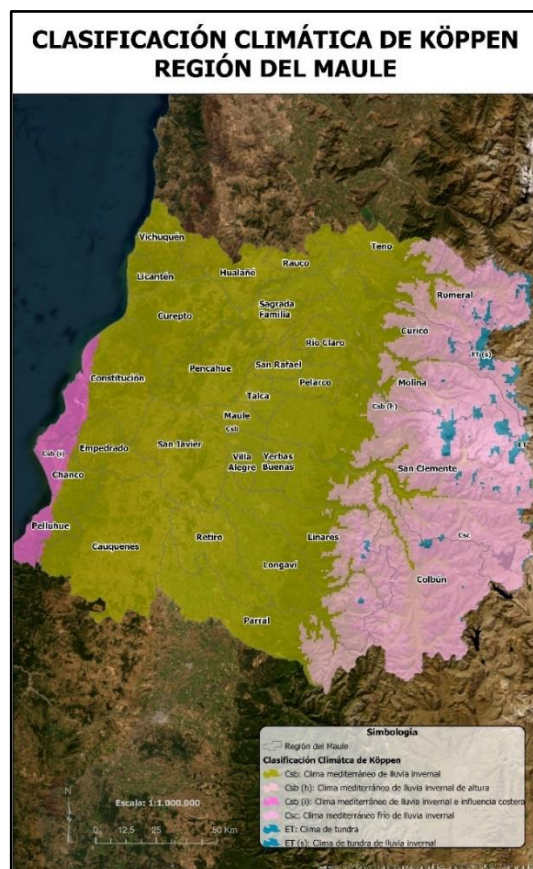 CLASIFICACIÓN CLIMÁTICA DE KÖPPEN
REGIÓN DEL MAULE
Vichuquén
Teno
Rauco
Hualañé
Licantén
Romeral
Sagrada
Familia
Curepto
Curicó
Río Claro
ET (s)
San Rafael
Pencahue
Constitución
Pelarco
Molina
Talca
Csb (h)
Maule
Csb
San Javier
Empedrado
ET
Csb (i)
Villa
Alegre
Yerbas
Buenas
San Clemente
Chanco
Pelluhue
Retiro
Linares
Csc
Cauquenes
Longaví
Colbún
Parral
Simbología
Región del Maule
Clasificación Climátca de Köppen
Csb: Clima mediterráneo de lluvia invernal
Csb (h): Clima mediterráneo de lluvia invernal de altura
Csb (i): Clima mediterráneo de lluvia invernal e influencia costera
Csc: Clima mediterráneo frío de lluvia invernal
ET: Clima de tundra
ET (s): Clima de tundra de lluvia invernal
N
Escala: 1:1.000.000
0 12,5 25 50 Km